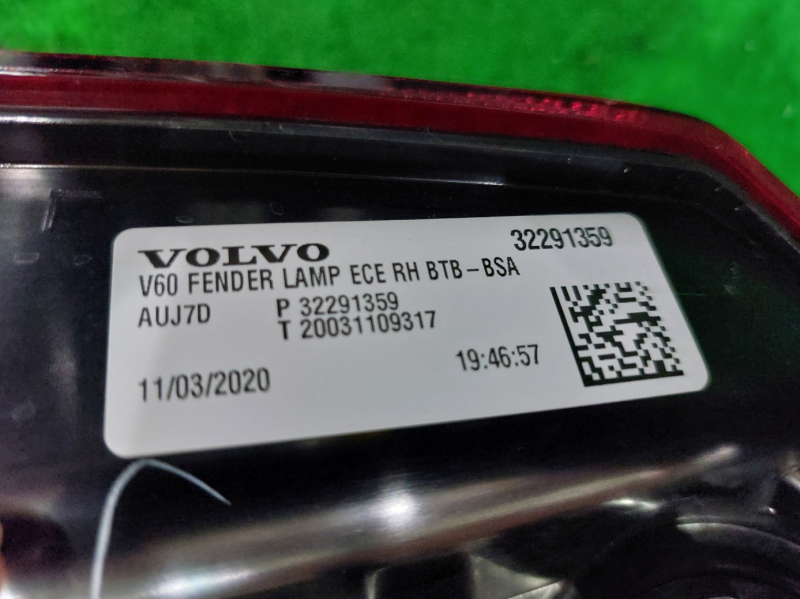 VOLVO 32291359
V60 FENDER LAMP ECE RH BTB-BSA
AUJ7D P 32291359
T 20031109317
19:46:57
11/03/2020